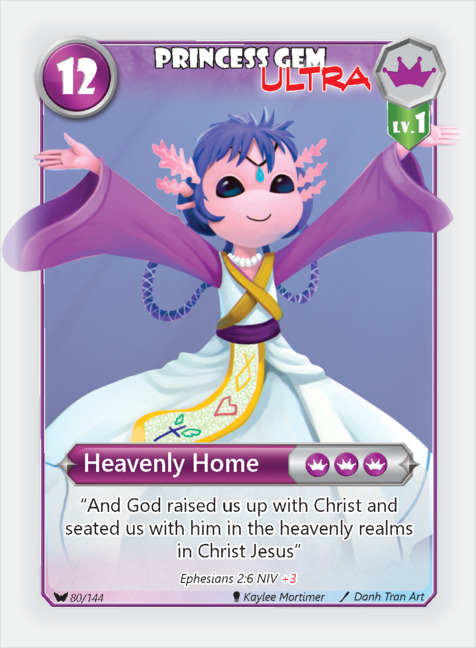 12
PRINCESS GEM
ULTRA
LV.1
Heavenly Home
“And God raised us up with Christ and
seated us with him in the heavenly realms
in Christ Jesus”
Ephesians 2:6 NIV +3
80/144 Kaylee Mortimer Danh Tran Art